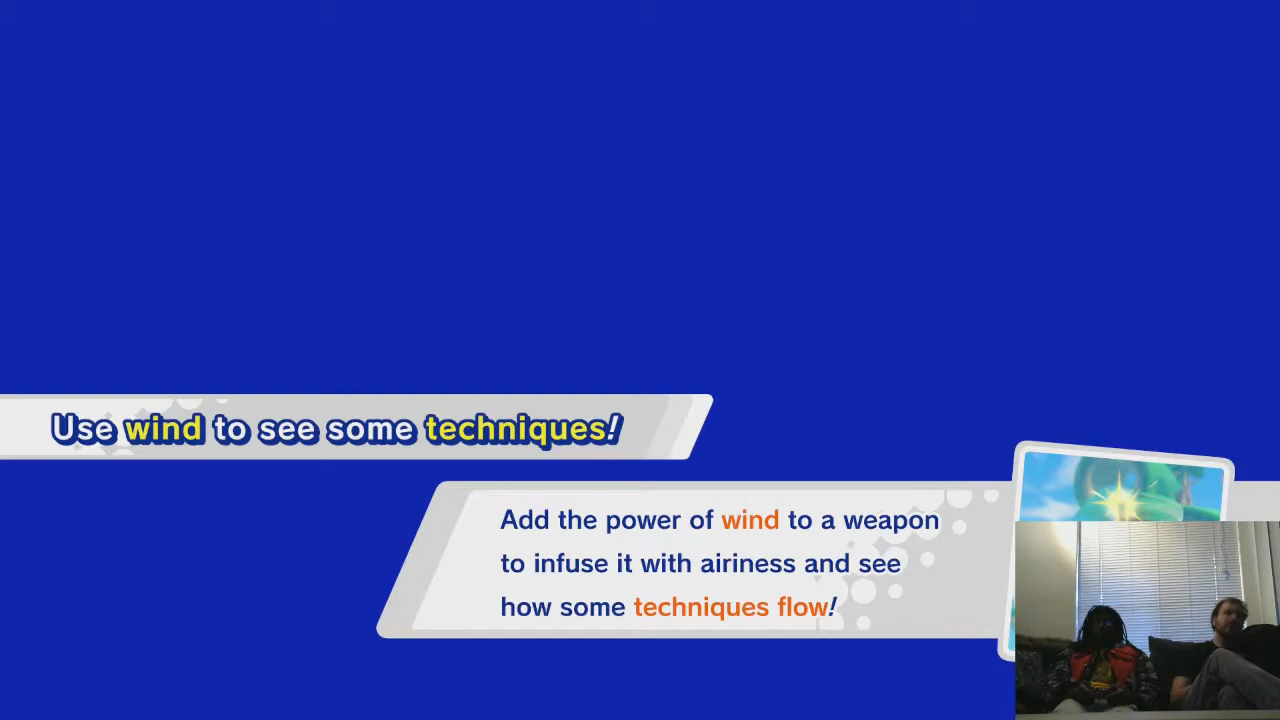 Use wind to see some techniques!
Add the power of wind to a weapon
to infuse it with airiness and see
how some techniques flow!